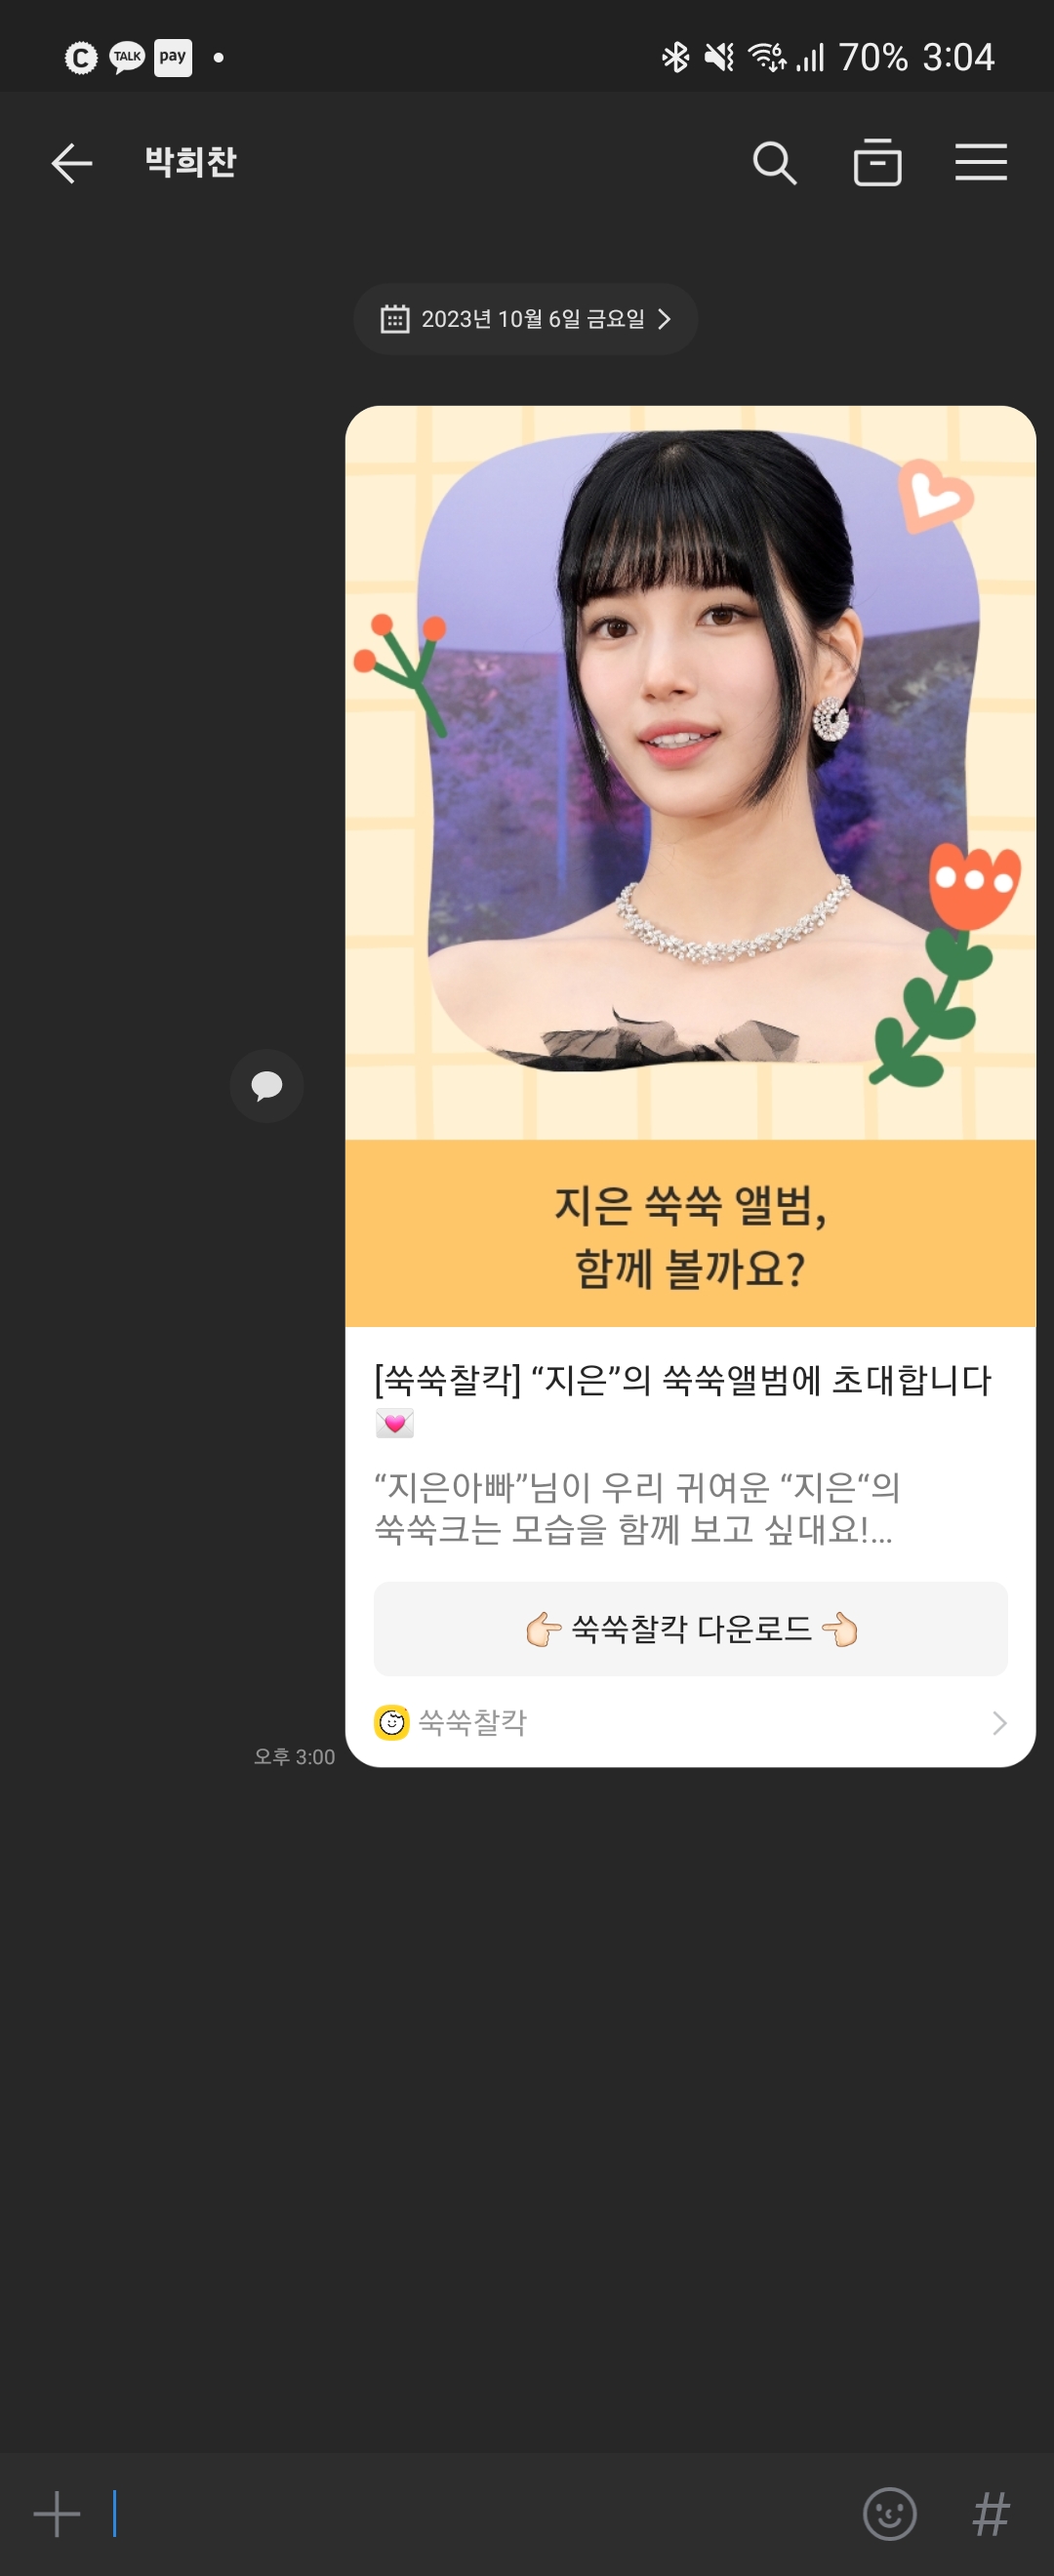 C TALK pay 70% 3:04
박희찬
2023년 10월 6일 금요일
지은 쑥쑥 앨범,
함께 볼까요?
[쑥쑥찰칵] “지은”의 쑥쑥앨범에 초대합니다
💌
“지은아빠”님이 우리 귀여운 “지은“의
쑥쑥크는 모습을 함께 보고 싶대요!...
👉🏻 쑥쑥찰칵 다운로드 👈🏻
쑥쑥찰칵
오후 3:00
#